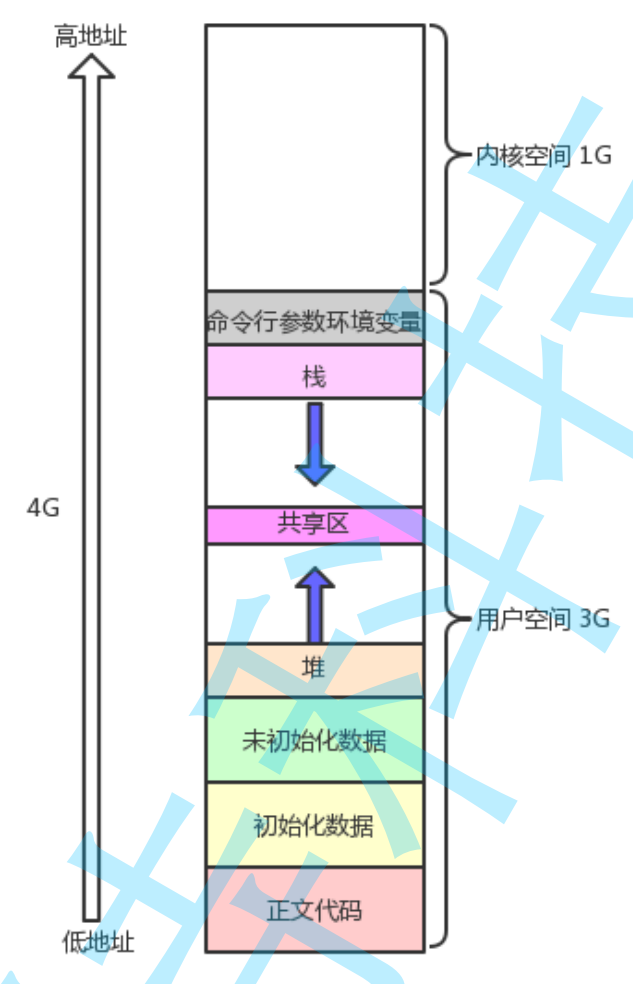 高地址
内核空间 1G
命令行参数环境变量
栈
4G
共享区
用户空间 3G
堆
未初始化数据
初始化数据
正文代码
低地址